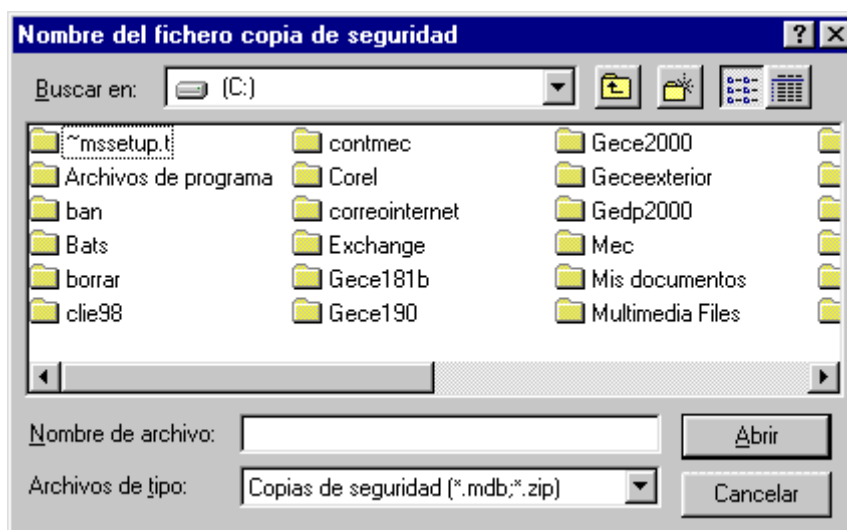 Nombre del fichero copia de seguridad
Buscar en: (C:)
~mssetup.t contmec Gece2000
Archivos de programa Corel Geceexterior
ban correointernet Gedp2000
Bats Exchange Mec
borrar Gece181b Mis documentos
clie98 Gece190 Multimedia Files
Nombre de archivo: Abrir
Archivos de tipo: Copias de seguridad (*.mdb;*.zip) Cancelar